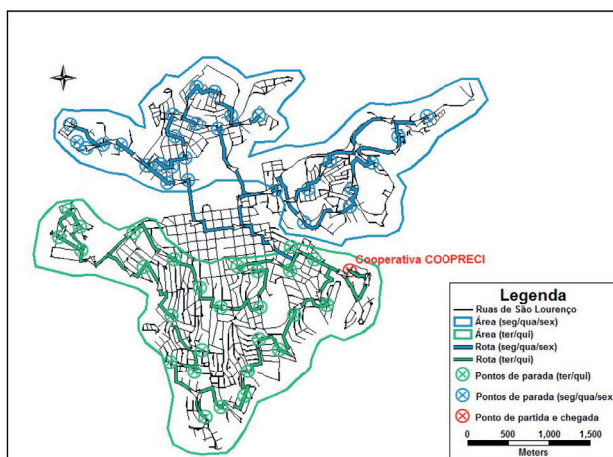 Cooperativa COOPRECI
Legenda
Ruas de São Lourenço
Área (seg/qua/sex)
Área (ter/qui)
Rota (seg/qua/sex)
Rota (ter/qui)
Pontos de parada (ter/qui)
Pontos de parada (seg/qua/sex)
Ponto de partida e chegada
0 500 1,000 1,500
Meters